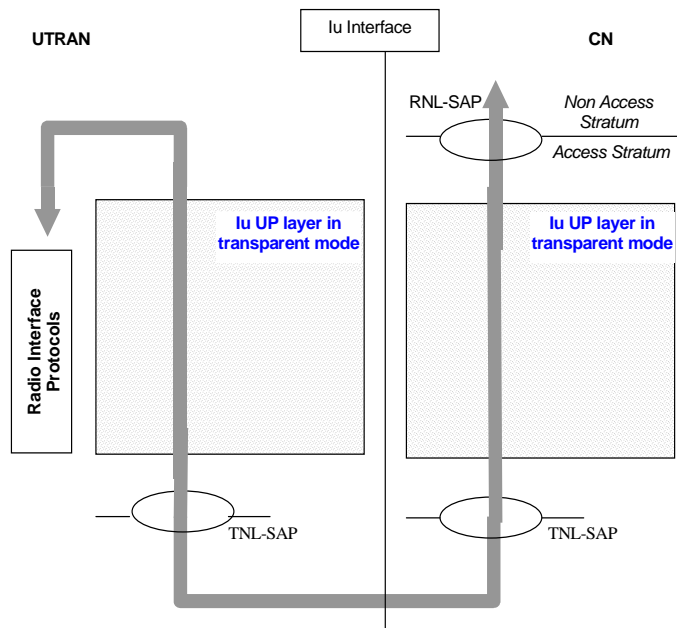 Iu Interface
UTRAN
CN
RNL-SAP
Non Access
Stratum
Access Stratum
Iu UP layer in
transparent mode
Iu UP layer in
transparent mode
Radio Interface
Protocols
TNL-SAP
TNL-SAP